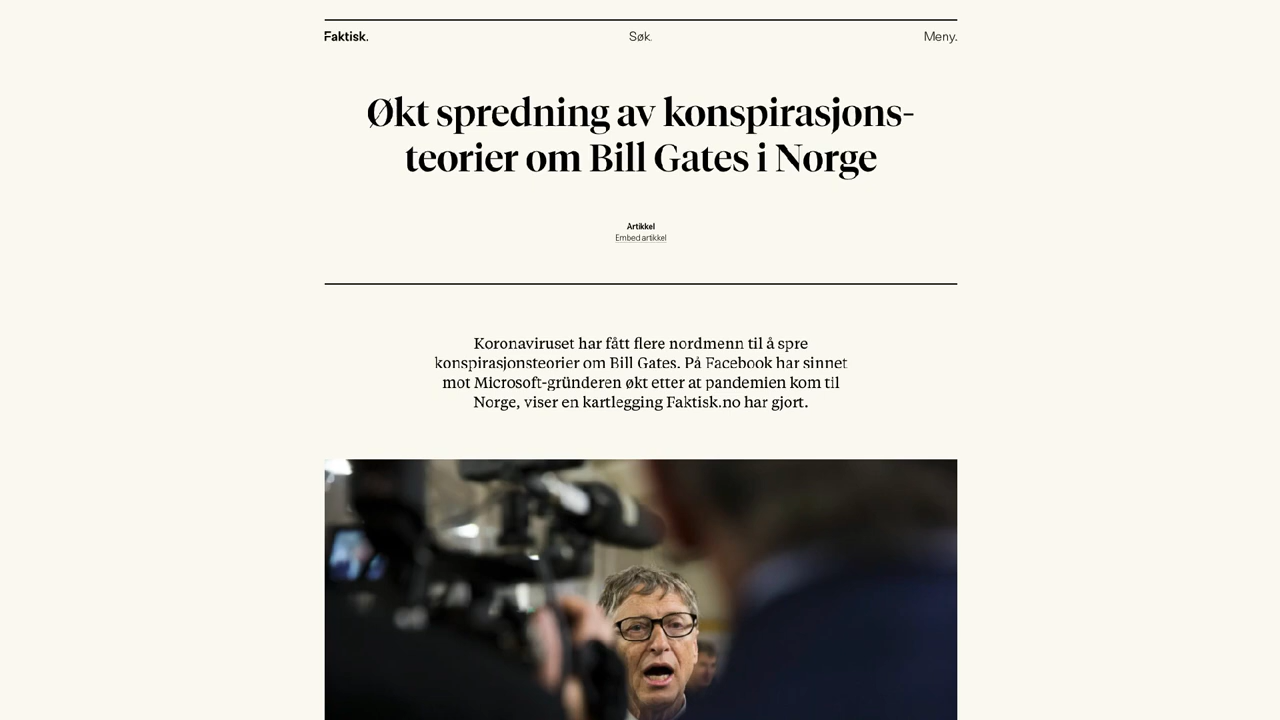 Faktisk.
Søk.
Meny.
Økt spredning av konspirasjons-
teorier om Bill Gates i Norge
Artikkel
Embed artikkel
Koronaviruset har fått flere nordmenn til å spre
konspirasjonsteorier om Bill Gates. På Facebook har sinnet
mot Microsoft-gründeren økt etter at pandemien kom til
Norge, viser en kartlegging Faktisk.no har gjort.